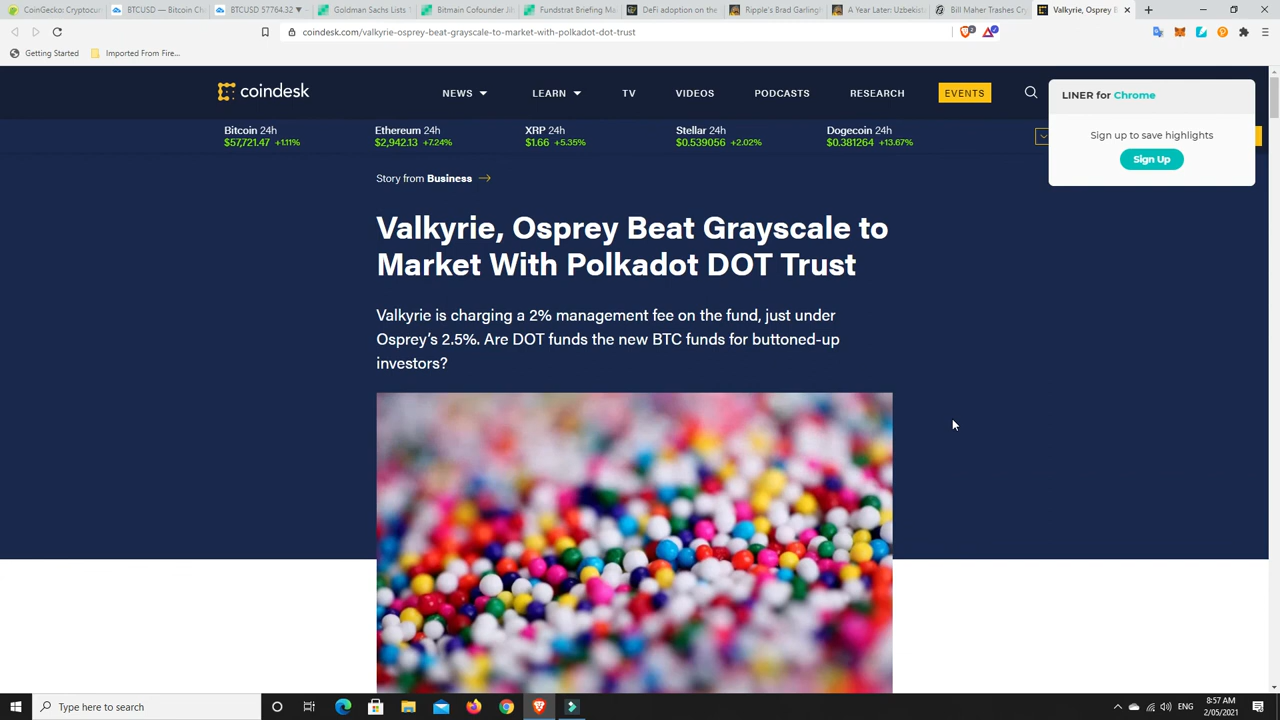 CoinGecko: Cryptocurr
BTCUSD — Bitcoin Ch
BTCUSD 57764.32 ▼
Goldman Sachs Lists
Bitmain Cofounder Ji
Fundstrat Briefing Ma
DeFi adoption on the
Ripple's Brad Garling
A Year Later: Uzbekist
Bill Maher Trashes Cry
Valkyrie, Osprey B
coindesk.com/valkyrie-osprey-beat-grayscale-to-market-with-polkadot-dot-trust
Getting Started
Imported From Fire...
coindesk
NEWS
LEARN
TV
VIDEOS
PODCASTS
RESEARCH
EVENTS
LINER for Chrome
Sign up to save highlights
Sign Up
Bitcoin 24h
$57,721.47 +1.11%
Ethereum 24h
$2,942.13 +7.24%
XRP 24h
$1.66 +5.35%
Stellar 24h
$0.539056 +2.02%
Dogecoin 24h
$0.381264 +13.67%
Story from Business
Valkyrie, Osprey Beat Grayscale to
Market With Polkadot DOT Trust
Valkyrie is charging a 2% management fee on the fund, just under
Osprey's 2.5%. Are DOT funds the new BTC funds for buttoned-up
investors?
Type here to search
ENG
8:57 AM
2/05/2021